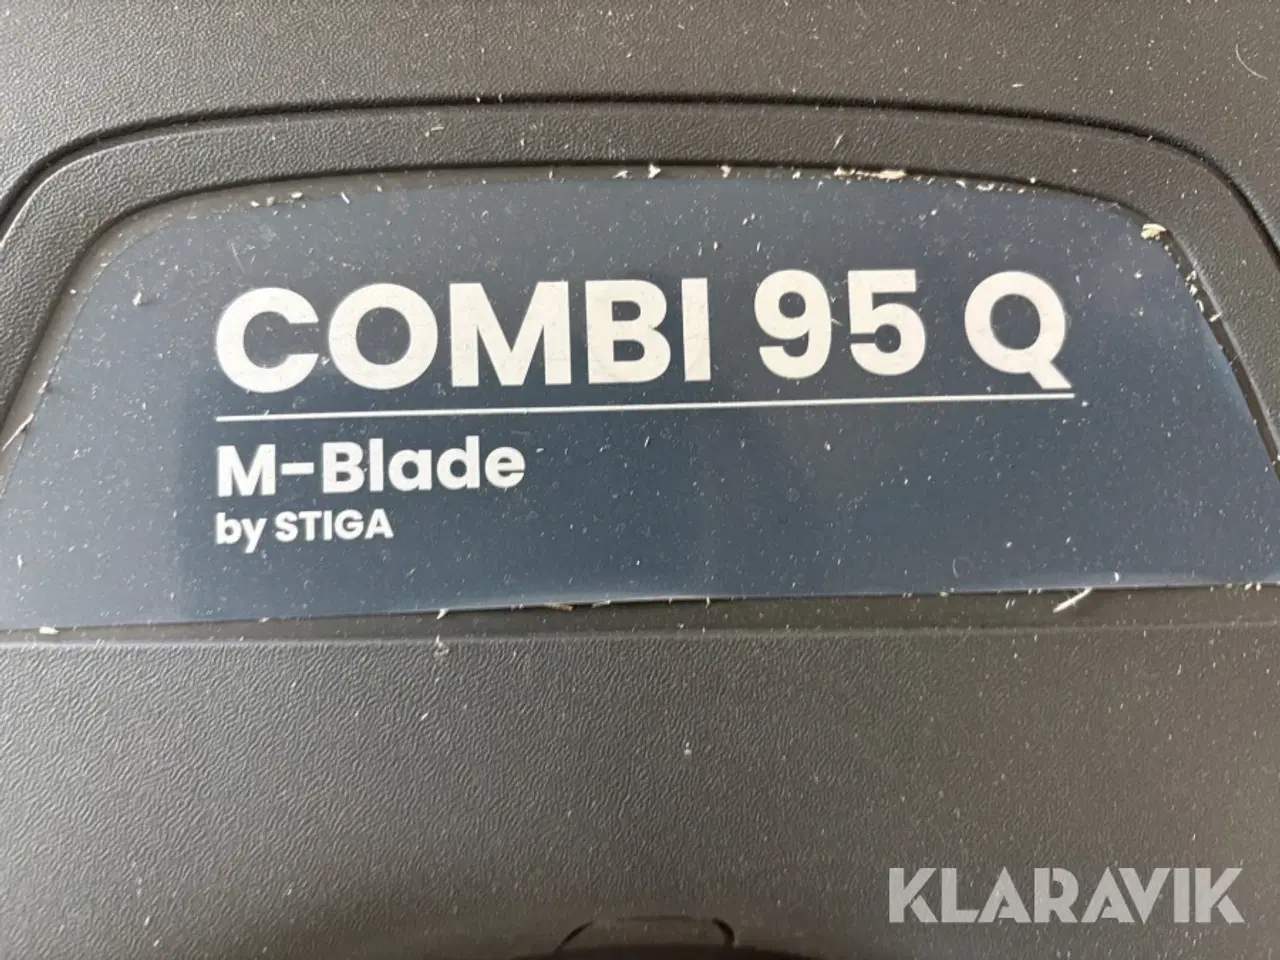 COMBI 95 Q
M-Blade
by STIGA
KLARAVIK